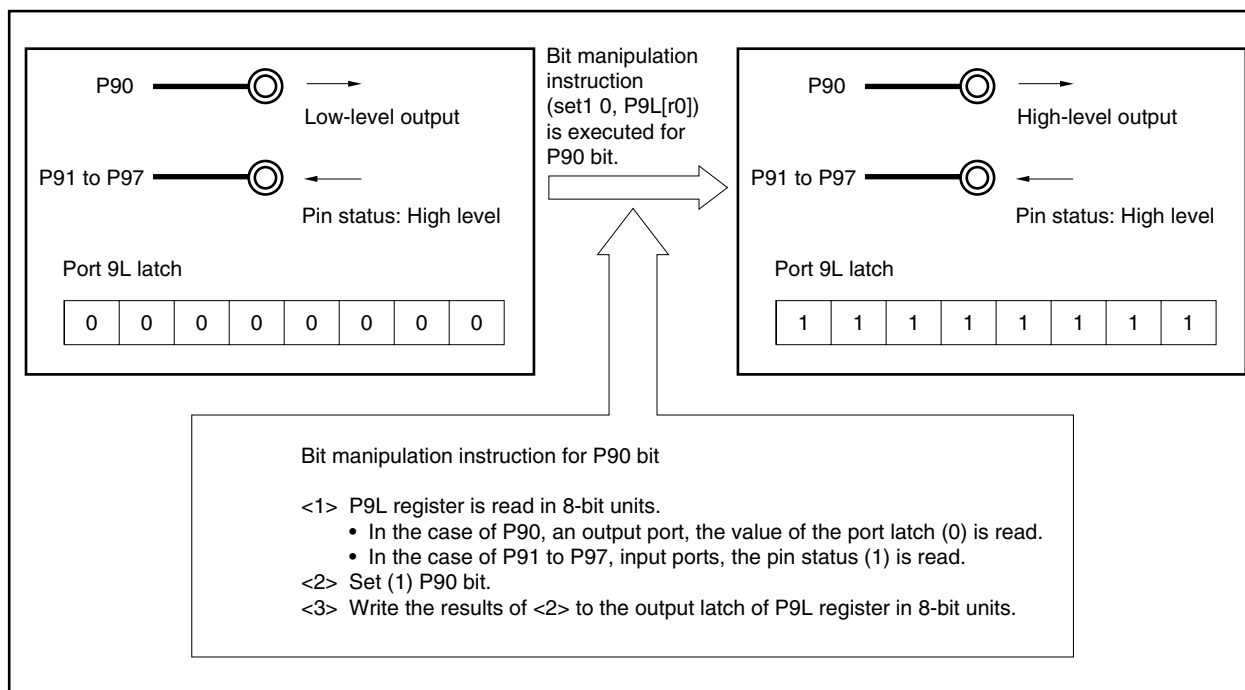 P90
Low-level output
P91 to P97
Pin status: High level
Port 9L latch
0 0 0 0 0 0 0 0
Bit manipulation
instruction
(set1 0, P9L[r0])
is executed for
P90 bit.
P90
High-level output
P91 to P97
Pin status: High level
Port 9L latch
1 1 1 1 1 1 1 1
Bit manipulation instruction for P90 bit
<1> P9L register is read in 8-bit units.
• In the case of P90, an output port, the value of the port latch (0) is read.
• In the case of P91 to P97, input ports, the pin status (1) is read.
<2> Set (1) P90 bit.
<3> Write the results of <2> to the output latch of P9L register in 8-bit units.